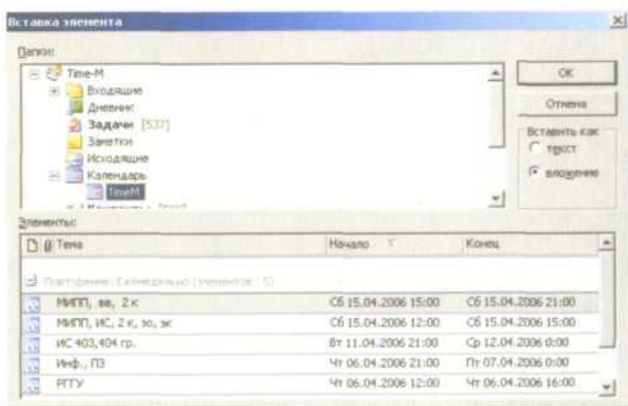 Вставка элемента
Папки:
Time-M
Входящие
Дневник
Задачи [537]
Заметки
Исходящие
Календарь
TimeM
ОК
Отмена
Вставить как
текст
вложение
Элементы:
Тема Начало Конец
Повторение: Еженедельно (элементов: 5)
МИПП, вв, 2 к Сб 15.04.2006 15:00 Сб 15.04.2006 21:00
МИПП, ИС, 2 к, зо, эк Сб 15.04.2006 12:00 Сб 15.04.2006 15:00
ИС 403,404 гр. Вт 11.04.2006 21:00 Ср 12.04.2006 0:00
Инф., ПЗ Чт 06.04.2006 21:00 Пт 07.04.2006 0:00
РГГУ Чт 06.04.2006 12:00 Чт 06.04.2006 16:00